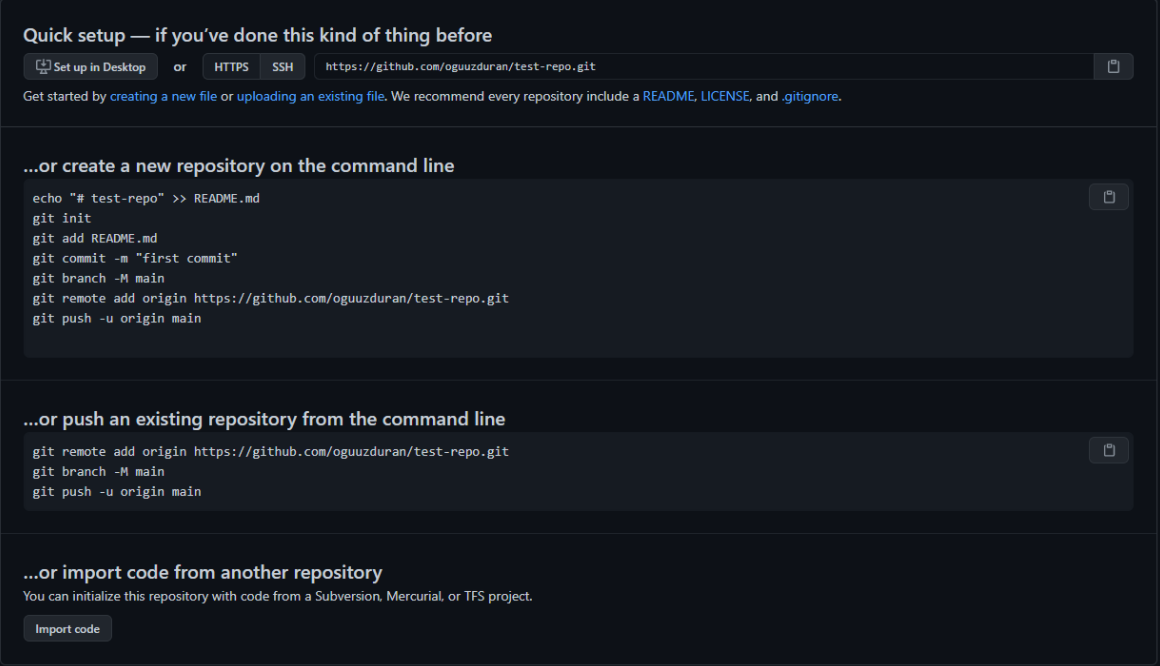 Quick setup — if you’ve done this kind of thing before
Set up in Desktop or HTTPS SSH https://github.com/oguuzduran/test-repo.git
Get started by creating a new file or uploading an existing file. We recommend every repository include a README, LICENSE, and .gitignore.
…or create a new repository on the command line
echo "# test-repo" >> README.md
git init
git add README.md
git commit -m "first commit"
git branch -M main
git remote add origin https://github.com/oguuzduran/test-repo.git
git push -u origin main
…or push an existing repository from the command line
git remote add origin https://github.com/oguuzduran/test-repo.git
git branch -M main
git push -u origin main
…or import code from another repository
You can initialize this repository with code from a Subversion, Mercurial, or TFS project.
Import code